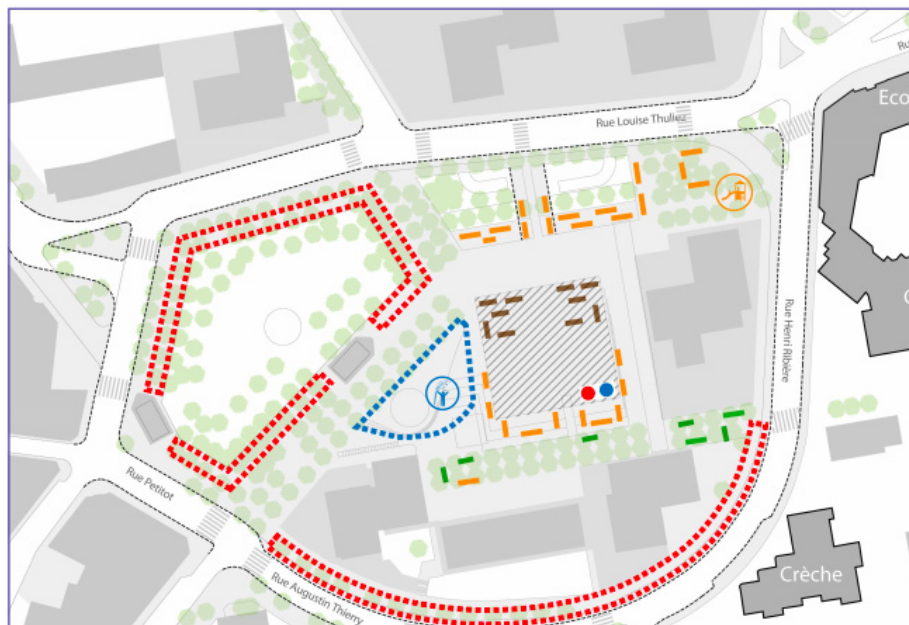 Rue Louise Thuliez
Eco
Rue Henri Ribière
Rue Petitot
Rue Augustin Thierry
Crèche